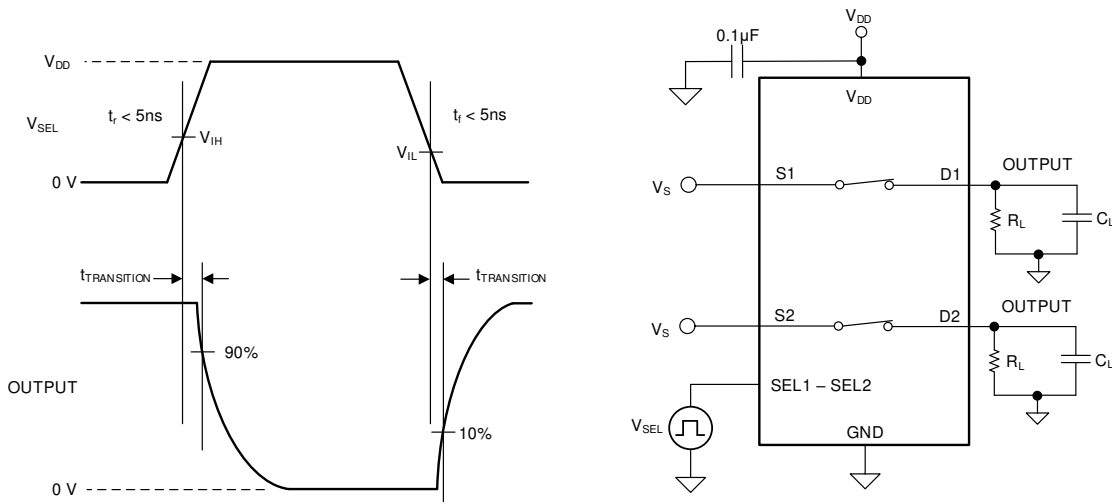 V_DD
V_SEL
0 V
t_r < 5ns
V_IH
t_f < 5ns
V_IL
t_TRANSITION
t_TRANSITION
90%
OUTPUT
10%
0 V
V_DD
0.1µF
V_DD
V_S
S1
D1
OUTPUT
R_L
C_L
V_S
S2
D2
OUTPUT
R_L
C_L
SEL1 – SEL2
V_SEL
GND